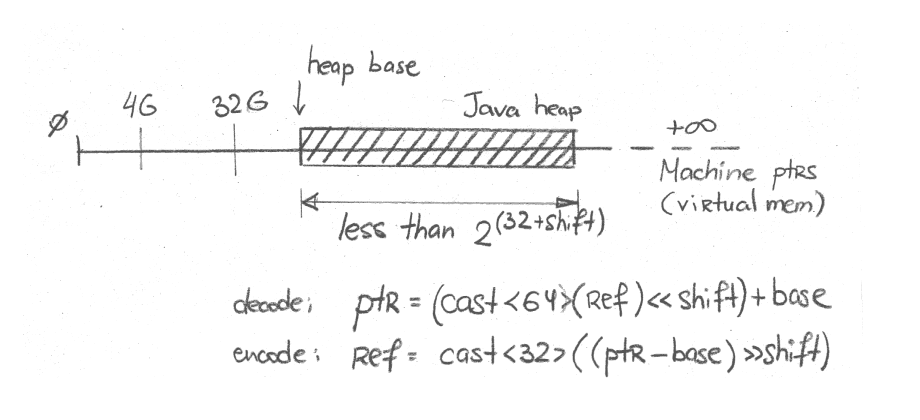 heap base
4G 32G Java heap
0 +∞
Machine ptrs
(virtual mem.)
less than 2^(32+shift)
decode: ptr = (cast<64>(ref) << shift) + base
encode: ref = cast<32>((ptr-base) >> shift)